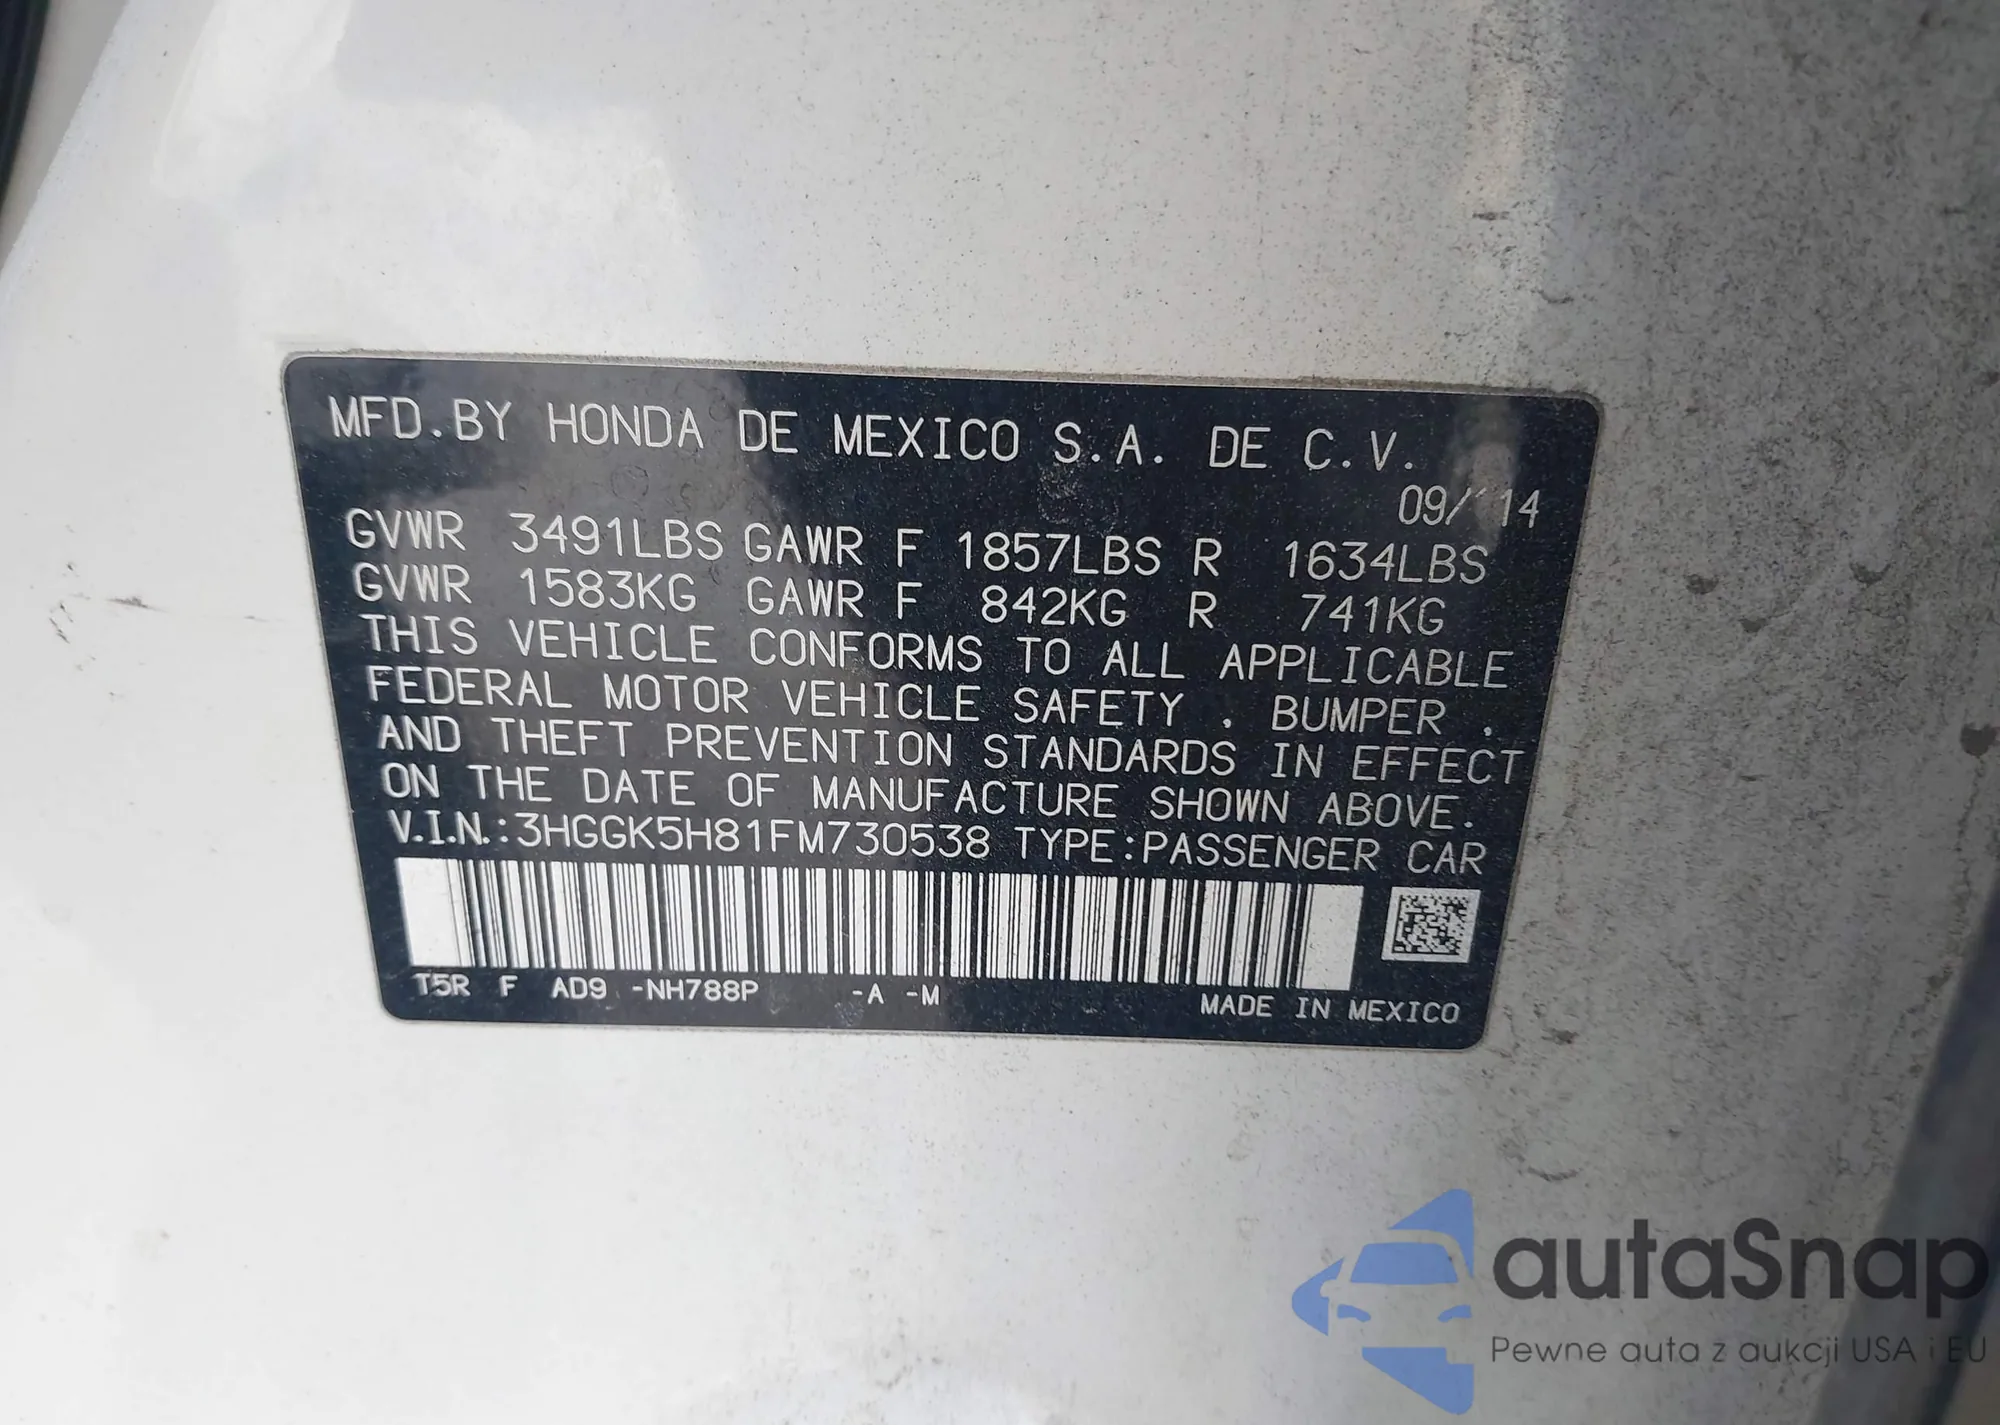 MFD.BY HONDA DE MEXICO S.A. DE C.V.
09/ 14
GVWR 3491LBS GAWR F 1857LBS R 1634LBS
GVWR 1583KG GAWR F 842KG R 741KG
THIS VEHICLE CONFORMS TO ALL APPLICABLE
FEDERAL MOTOR VEHICLE SAFETY , BUMPER ,
AND THEFT PREVENTION STANDARDS IN EFFECT
ON THE DATE OF MANUFACTURE SHOWN ABOVE.
V.I.N.:3HGGK5H81FM730538 TYPE:PASSENGER CAR
T5R F AD9 -NH788P -A -M MADE IN MEXICO
autaSnap
Pewne auta z aukcji USA i EU